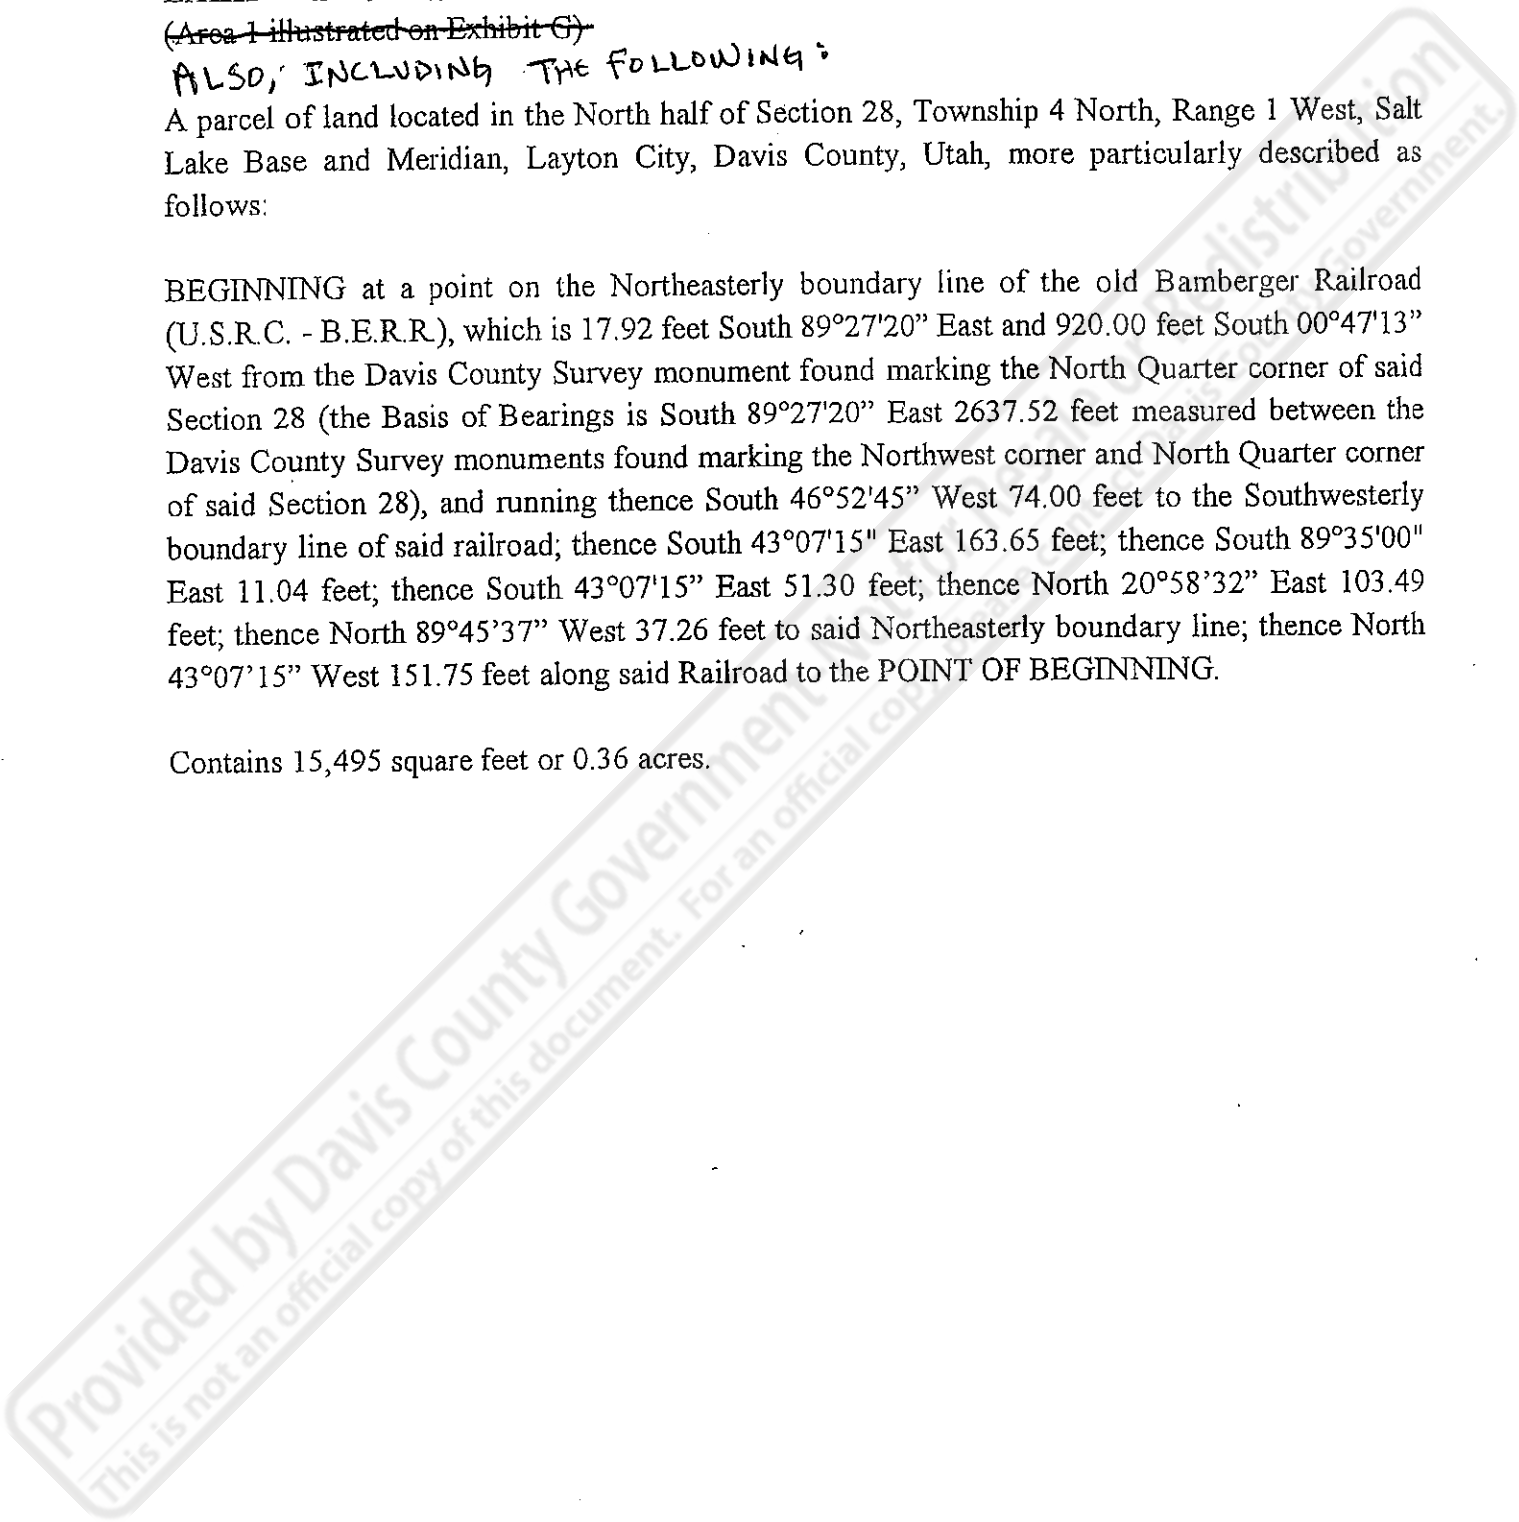 (Area 1 illustrated on Exhibit G)
ALSO, INCLUDING THE FOLLOWING:
A parcel of land located in the North half of Section 28, Township 4 North, Range 1 West, Salt
Lake Base and Meridian, Layton City, Davis County, Utah, more particularly described as
follows:
BEGINNING at a point on the Northeasterly boundary line of the old Bamberger Railroad
(U.S.R.C. - B.E.R.R.), which is 17.92 feet South 89°27'20” East and 920.00 feet South 00°47'13”
West from the Davis County Survey monument found marking the North Quarter corner of said
Section 28 (the Basis of Bearings is South 89°27'20” East 2637.52 feet measured between the
Davis County Survey monuments found marking the Northwest corner and North Quarter corner
of said Section 28), and running thence South 46°52'45” West 74.00 feet to the Southwesterly
boundary line of said railroad; thence South 43°07'15" East 163.65 feet; thence South 89°35'00"
East 11.04 feet; thence South 43°07'15” East 51.30 feet; thence North 20°58’32” East 103.49
feet; thence North 89°45’37” West 37.26 feet to said Northeasterly boundary line; thence North
43°07’15” West 151.75 feet along said Railroad to the POINT OF BEGINNING.
Contains 15,495 square feet or 0.36 acres.
Provided by Davis County Government Not for Resale or Redistribution
This is not an official copy of this document. For an official copy, please contact Davis County Government.